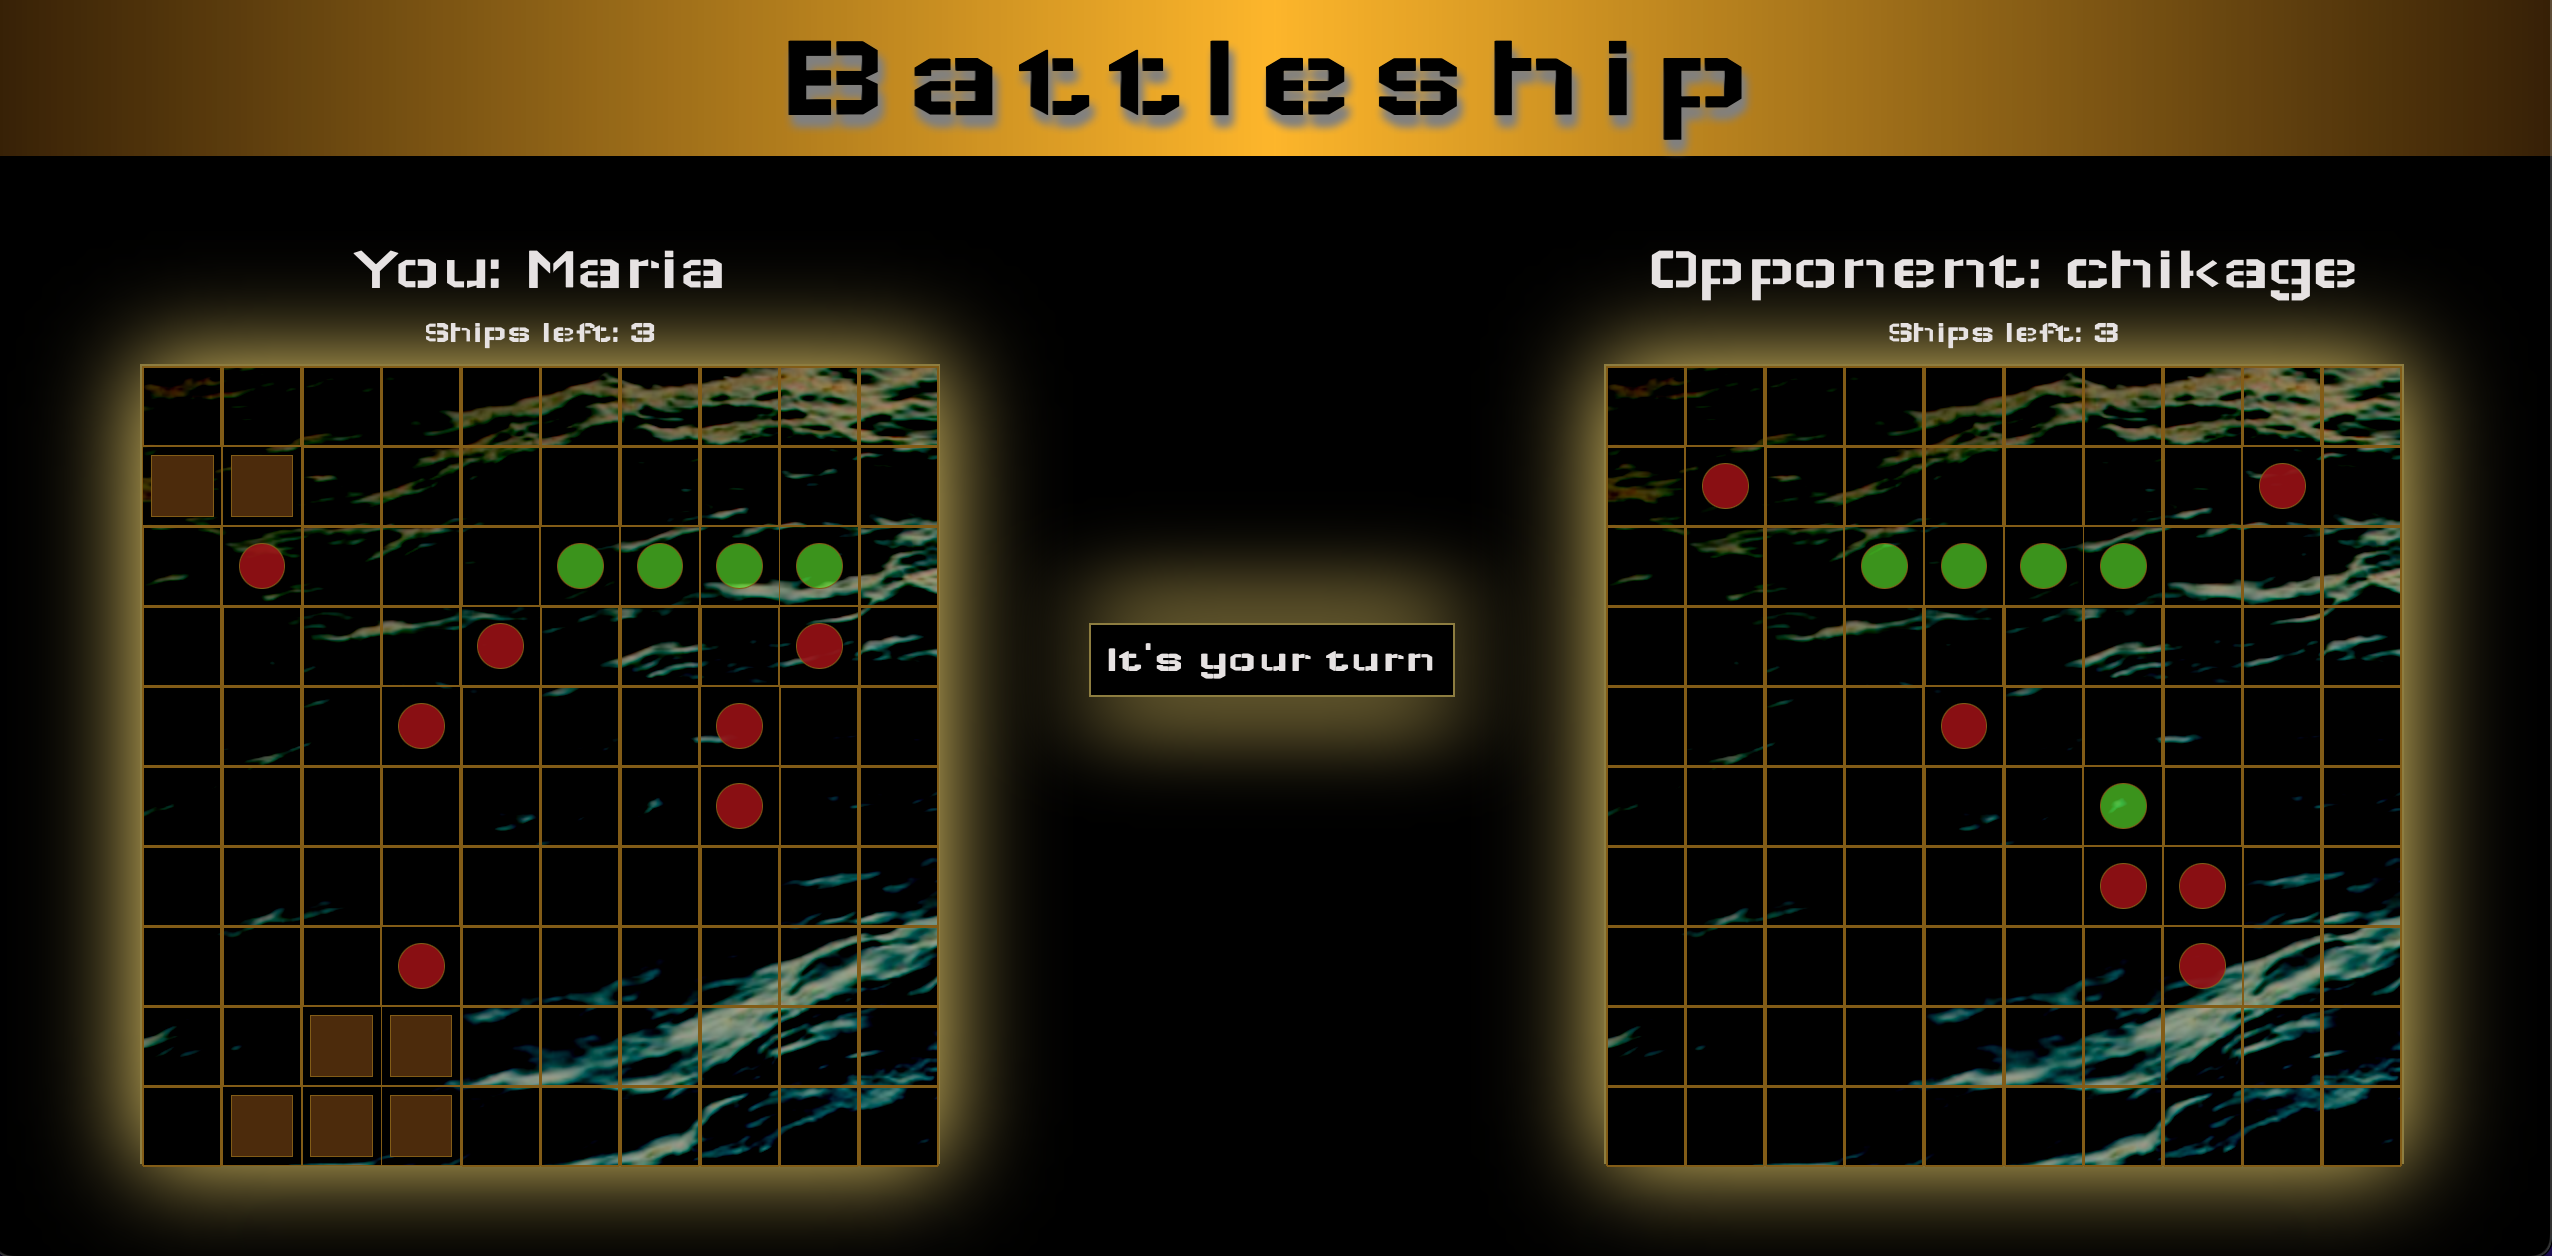 Battleship
You: Maria
Ships left: 3
Opponent: chikage
Ships left: 3
It's your turn